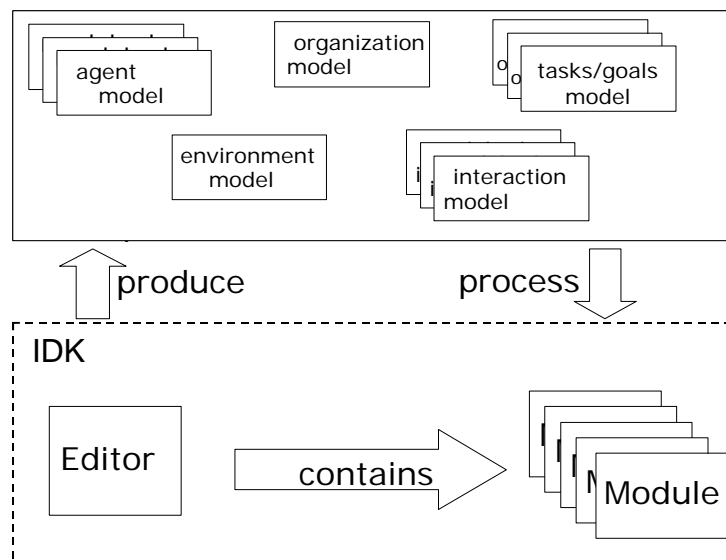 agent
model
organization
model
tasks/goals
model
environment
model
interaction
model
produce
process
IDK
Editor
contains
Module